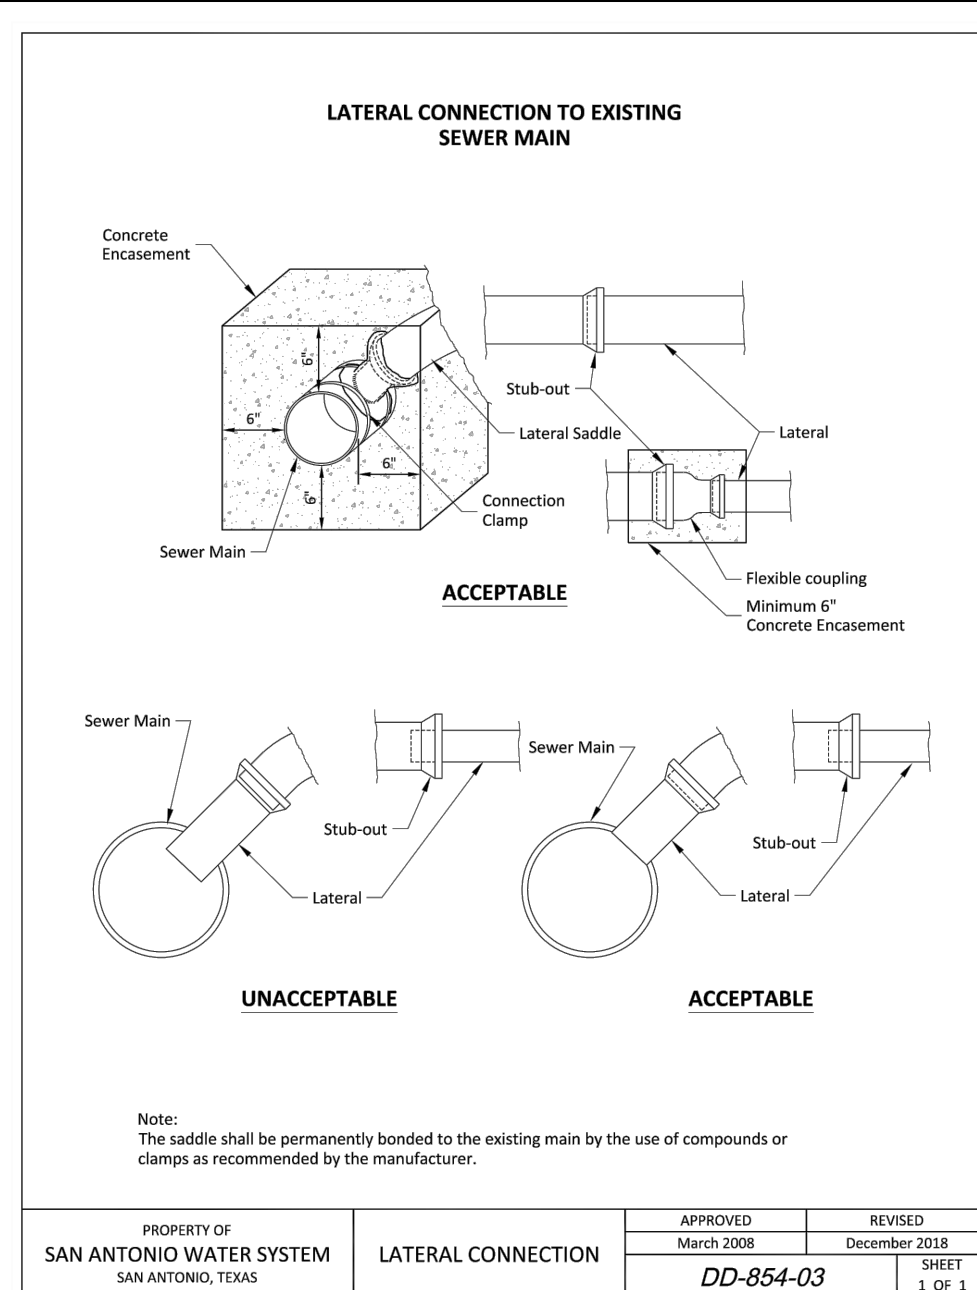 LATERAL CONNECTION TO EXISTING
SEWER MAIN
Concrete
Encasement
6"
6"
6"
6"
Stub-out
Lateral Saddle
Lateral
Connection
Clamp
Sewer Main
Flexible coupling
Minimum 6"
Concrete Encasement
ACCEPTABLE
Sewer Main
Stub-out
Lateral
UNACCEPTABLE
Sewer Main
Stub-out
Lateral
ACCEPTABLE
Note:
The saddle shall be permanently bonded to the existing main by the use of compounds or
clamps as recommended by the manufacturer.
PROPERTY OF
SAN ANTONIO WATER SYSTEM
SAN ANTONIO, TEXAS
LATERAL CONNECTION
APPROVED
March 2008
REVISED
December 2018
DD-854-03
SHEET
1 OF 1